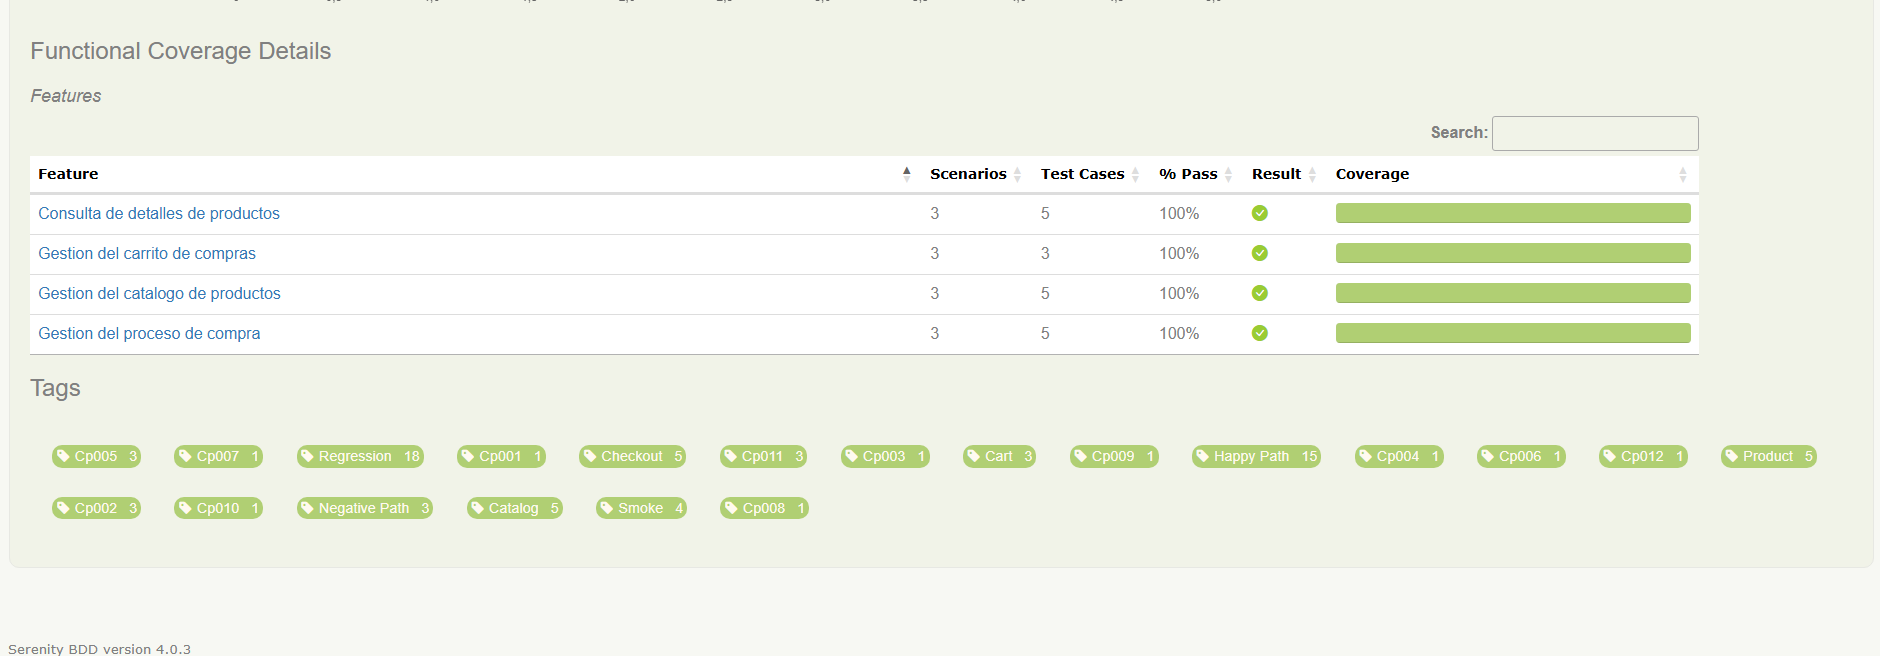 Functional Coverage Details
Features
Search:
Feature Scenarios Test Cases % Pass Result Coverage
Consulta de detalles de productos 3 5 100%
Gestion del carrito de compras 3 3 100%
Gestion del catalogo de productos 3 5 100%
Gestion del proceso de compra 3 5 100%
Tags
Cp005 3 Cp007 1 Regression 18 Cp001 1 Checkout 5 Cp011 3 Cp003 1 Cart 3 Cp009 1 Happy Path 15 Cp004 1 Cp006 1 Cp012 1 Product 5
Cp002 3 Cp010 1 Negative Path 3 Catalog 5 Smoke 4 Cp008 1
Serenity BDD version 4.0.3